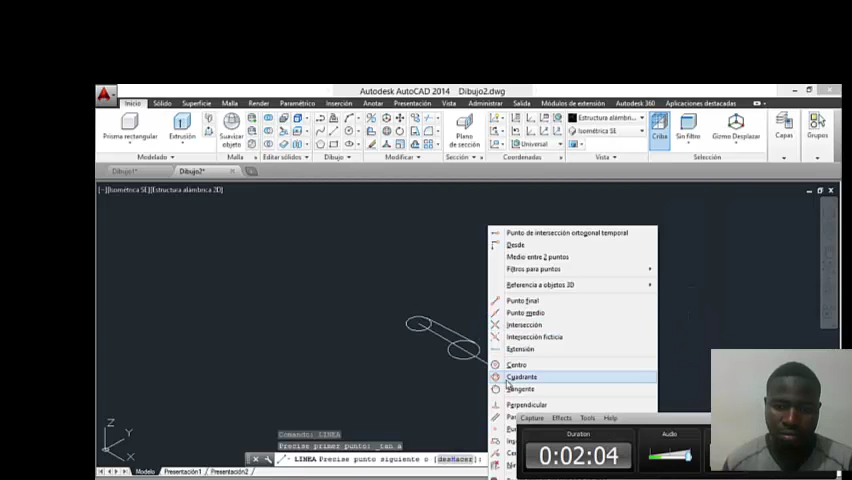 Autodesk AutoCAD 2014 Dibujo2.dwg
Inicio Sólido Superficie Malla Render Paramétrico Inserción Anotar Presentación Vista Administrar Salida Módulos de extensión Autodesk 360 Aplicaciones destacadas
Prisma rectangular
Extrusión
Suavizar objeto
Plano de sección
Universal
Estructura alámbri...
Isométrica SE
Criba
Sin filtro
Gizmo Desplazar
Capas
Grupos
Modelado Malla Editar sólidos Dibujo Modificar Sección Coordenadas Vista Selección
Dibujo1* Dibujo2*
[–][Isométrica SE][Estructura alámbrica 2D]
Punto de intersección ortogonal temporal
Desde
Medio entre 2 puntos
Filtros para puntos
Referencia a objetos 3D
Punto final
Punto medio
Intersección
Intersección ficticia
Extensión
Centro
Cuadrante
Tangente
Perpendicular
Z
Y
X
Capture Effects Tools Help
Duration Audio
0:02:04
Comando: LINEA
Precise primer punto: _tan a
LINEA Precise punto siguiente o [desHacer]:
Modelo Presentación1 Presentación2